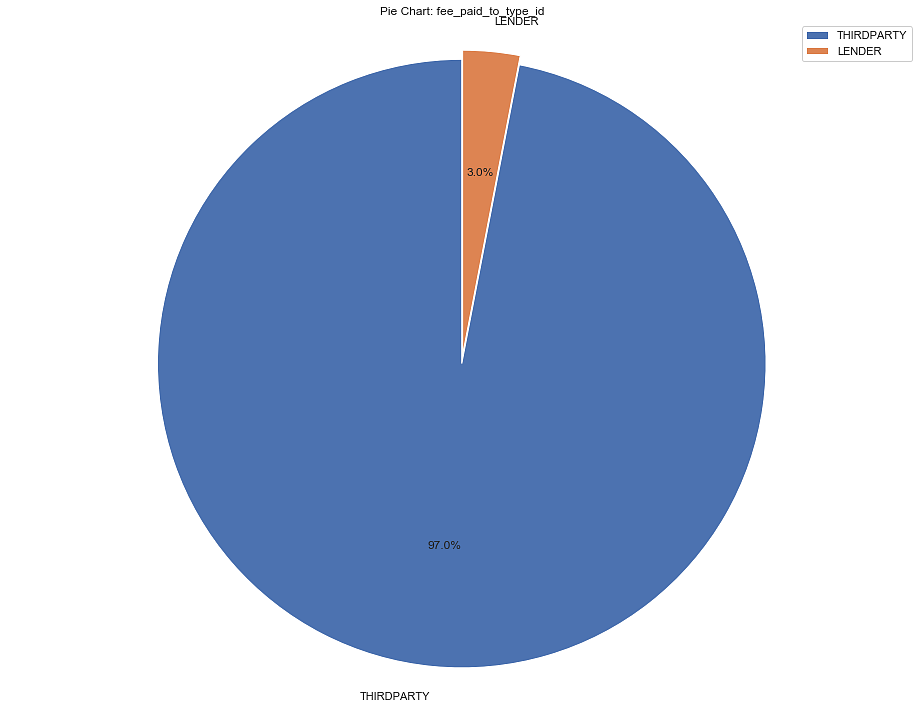 Pie Chart: fee_paid_to_type_id
LENDER
THIRDPARTY
LENDER
3.0%
97.0%
THIRDPARTY